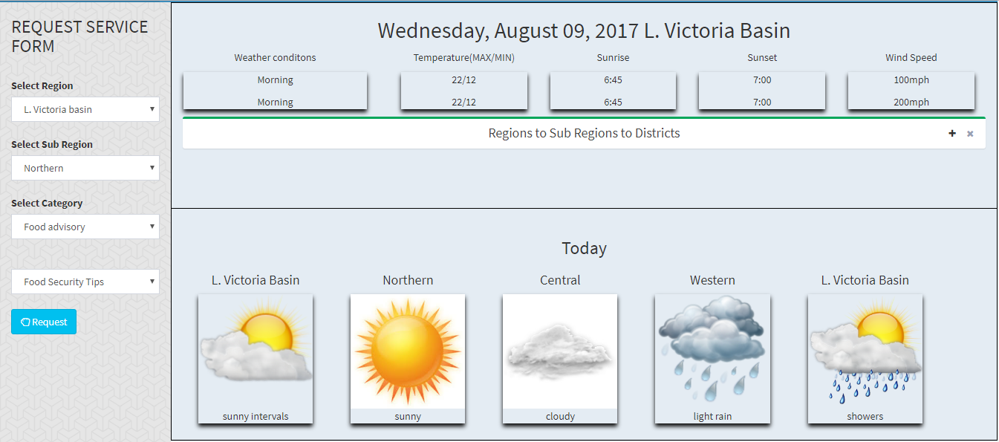 REQUEST SERVICE
FORM
Select Region
L. Victoria basin
Select Sub Region
Northern
Select Category
Food advisory
Food Security Tips
Request
Wednesday, August 09, 2017 L. Victoria Basin
Weather conditons Temperature(MAX/MIN) Sunrise Sunset Wind Speed
Morning 22/12 6:45 7:00 100mph
Morning 22/12 6:45 7:00 200mph
Regions to Sub Regions to Districts
Today
L. Victoria Basin Northern Central Western L. Victoria Basin
sunny intervals sunny cloudy light rain showers